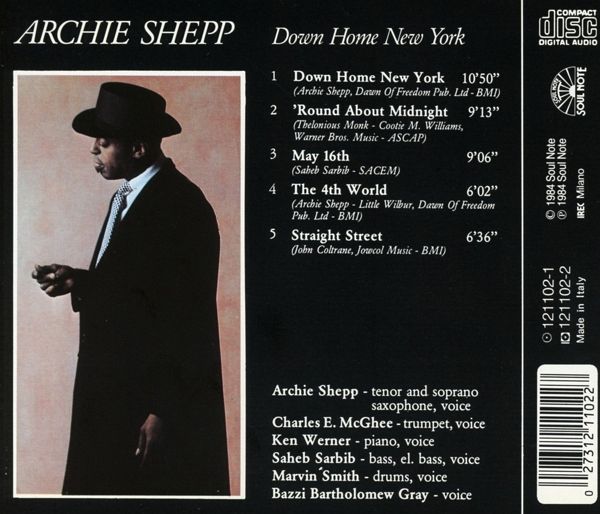 ARCHIE SHEPP
Down Home New York
1 Down Home New York 10'50"
(Archie Shepp, Dawn Of Freedom Pub. Ltd - BMI)
2 'Round About Midnight 9'13"
(Thelonious Monk - Cootie M. Williams,
Warner Bros. Music - ASCAP)
3 May 16th 9'06"
(Saheb Sarbib - SACEM)
4 The 4th World 6'02"
(Archie Shepp - Little Wilbur, Dawn Of Freedom
Pub. Ltd - BMI)
5 Straight Street 6'36"
(John Coltrane, Jowcol Music - BMI)
Archie Shepp - tenor and soprano
saxophone, voice
Charles E. McGhee - trumpet, voice
Ken Werner - piano, voice
Saheb Sarbib - bass, el. bass, voice
Marvin Smith - drums, voice
Bazzi Bartholomew Gray - voice
COMPACT
disc
DIGITAL AUDIO
SOUL NOTE
© 1984 Soul Note
℗ 1984 Soul Note
IREC Milano
121102-1
121102-2
Made in Italy
0 27312 11022